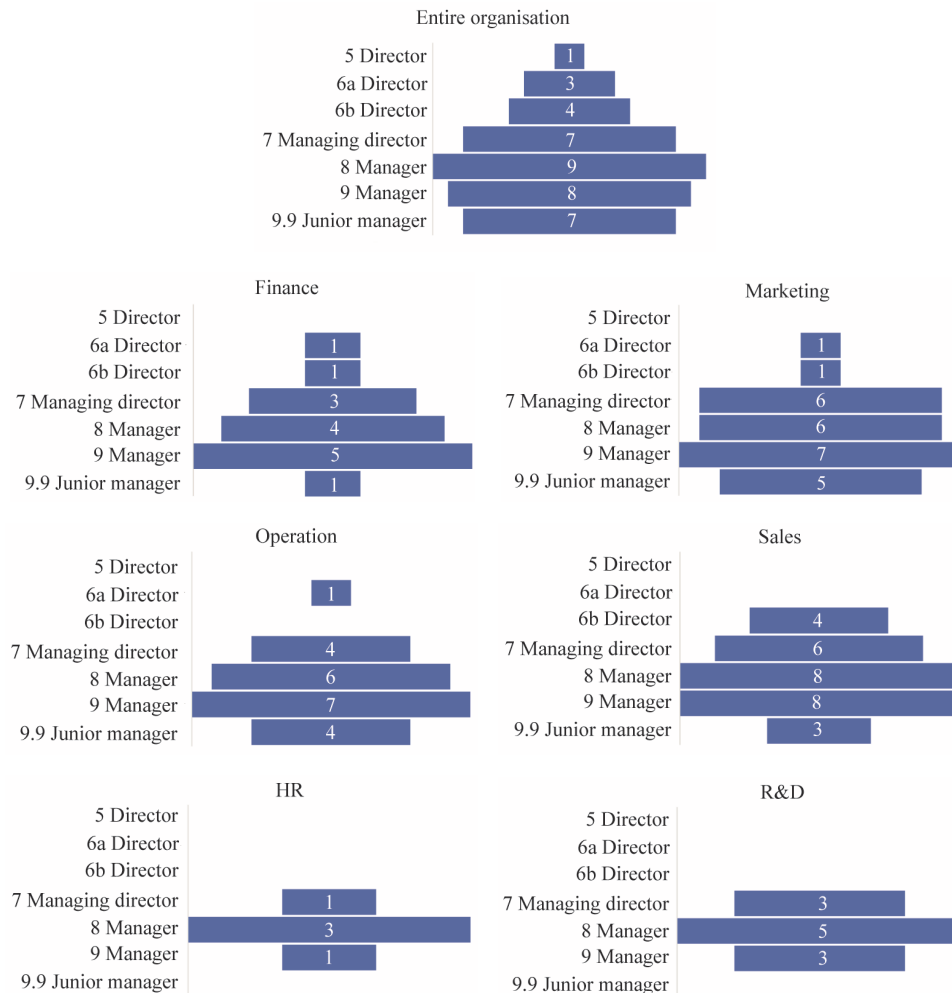 Entire organisation
5 Director 1
6a Director 3
6b Director 4
7 Managing director 7
8 Manager 9
9 Manager 8
9.9 Junior manager 7
Finance
5 Director
6a Director 1
6b Director 1
7 Managing director 3
8 Manager 4
9 Manager 5
9.9 Junior manager 1
Marketing
5 Director
6a Director 1
6b Director 1
7 Managing director 6
8 Manager 6
9 Manager 7
9.9 Junior manager 5
Operation
5 Director
6a Director 1
6b Director
7 Managing director 4
8 Manager 6
9 Manager 7
9.9 Junior manager 4
Sales
5 Director
6a Director
6b Director 4
7 Managing director 6
8 Manager 8
9 Manager 8
9.9 Junior manager 3
HR
5 Director
6a Director
6b Director
7 Managing director 1
8 Manager 3
9 Manager 1
9.9 Junior manager
R&D
5 Director
6a Director
6b Director
7 Managing director 3
8 Manager 5
9 Manager 3
9.9 Junior manager